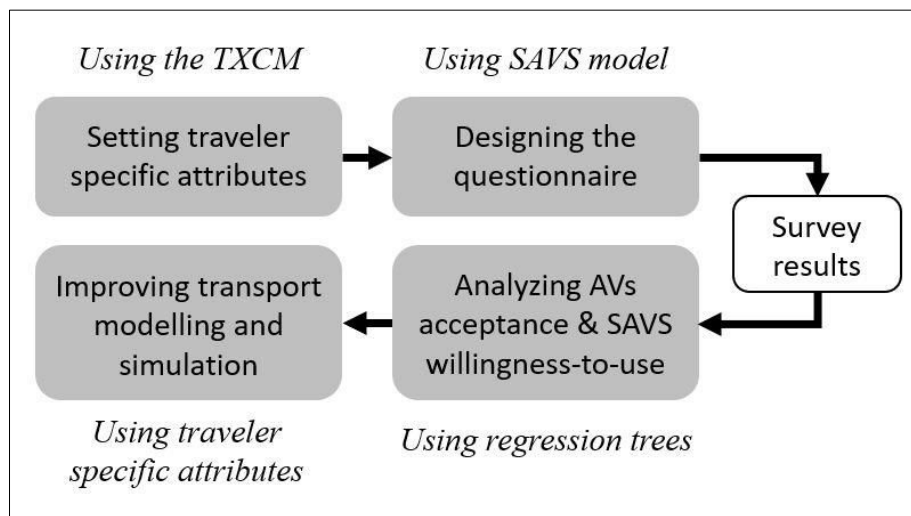 Using the TXCM
Using SAVS model
Setting traveler
specific attributes
Designing the
questionnaire
Survey
results
Improving transport
modelling and
simulation
Analyzing AVs
acceptance & SAVS
willingness-to-use
Using traveler
specific attributes
Using regression trees